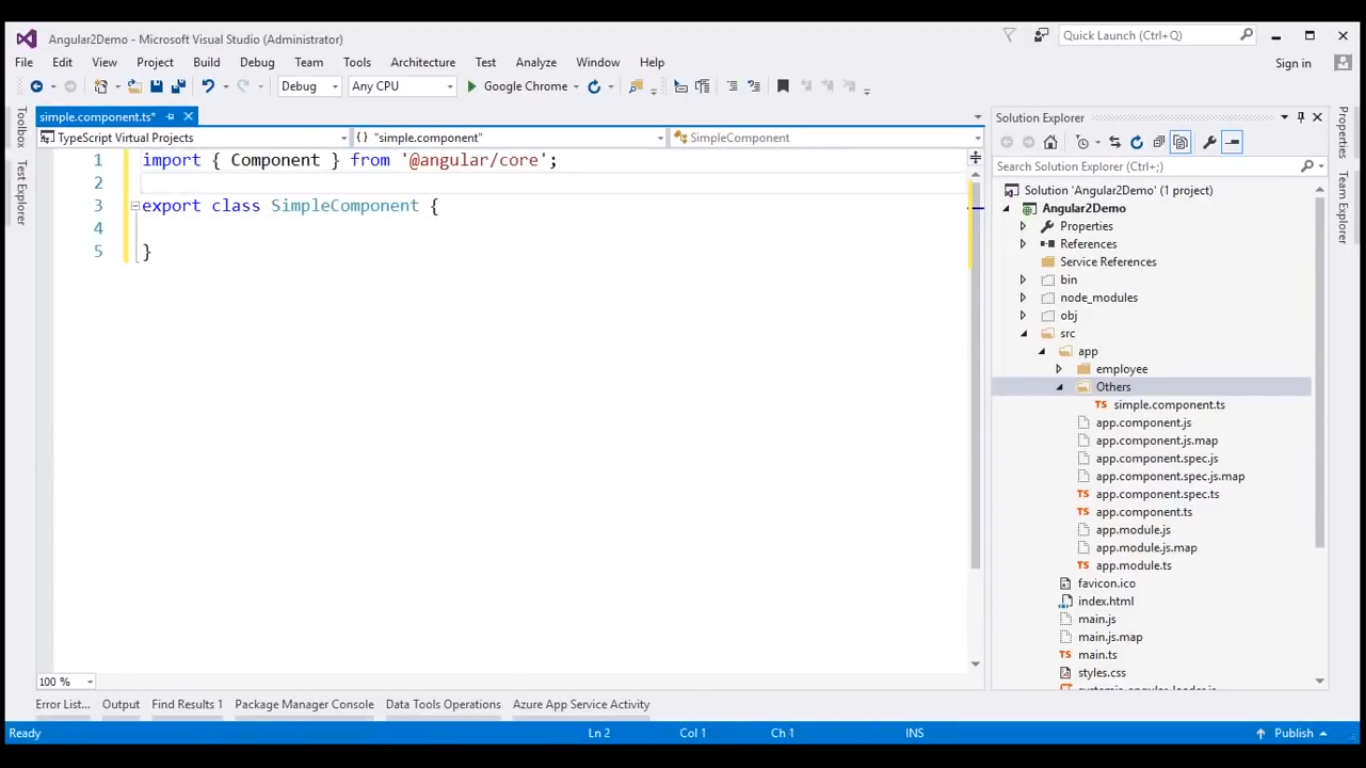 Angular2Demo - Microsoft Visual Studio (Administrator)
Quick Launch (Ctrl+Q)
File Edit View Project Build Debug Team Tools Architecture Test Analyze Window Help
Sign in
Debug Any CPU Google Chrome
simple.component.ts*
TypeScript Virtual Projects {} "simple.component" SimpleComponent
1 import { Component } from '@angular/core';
2
3 export class SimpleComponent {
4
5 }
100 %
Toolbox
Test Explorer
Solution Explorer
Search Solution Explorer (Ctrl+;)
Solution 'Angular2Demo' (1 project)
Angular2Demo
Properties
References
Service References
bin
node_modules
obj
src
app
employee
Others
TS simple.component.ts
app.component.js
app.component.js.map
app.component.spec.js
app.component.spec.js.map
TS app.component.spec.ts
TS app.component.ts
app.module.js
app.module.js.map
TS app.module.ts
favicon.ico
index.html
main.js
main.js.map
TS main.ts
styles.css
Properties
Team Explorer
Error List... Output Find Results 1 Package Manager Console Data Tools Operations Azure App Service Activity
Ready Ln 2 Col 1 Ch 1 INS Publish